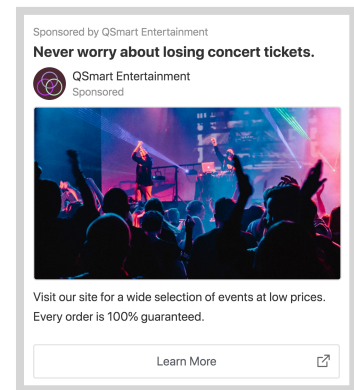 Sponsored by QSmart Entertainment
Never worry about losing concert tickets.
QSmart Entertainment
Sponsored
Visit our site for a wide selection of events at low prices.
Every order is 100% guaranteed.
Learn More